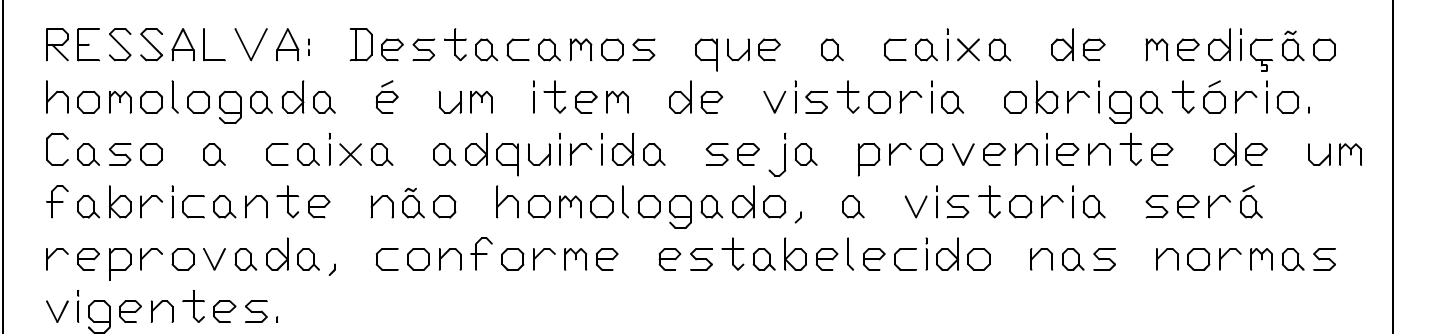 RESSALVA: Destacamos que a caixa de medição
homologada é um item de vistoria obrigatório.
Caso a caixa adquirida seja proveniente de um
fabricante não homologado, a vistoria será
reprovada, conforme estabelecido nas normas
vigentes.